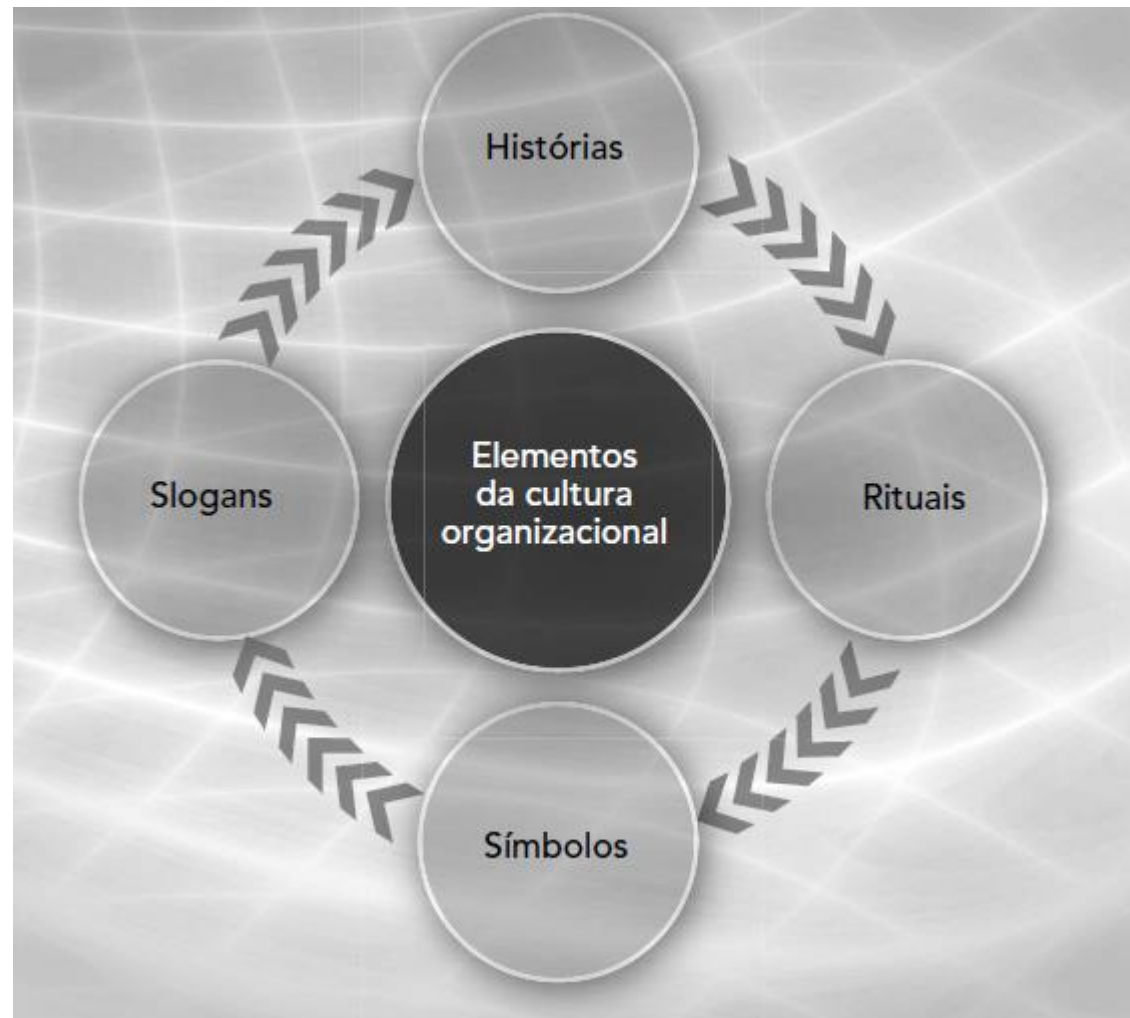 Histórias
Slogans
Elementos
da cultura
organizacional
Rituais
Símbolos